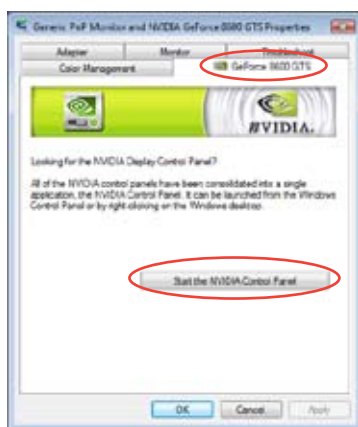 Generic PnP Monitor and NVIDIA GeForce 8600 GTS Properties
Adapter Monitor Troubleshoot
Color Management GeForce 8600 GTS
NVIDIA.
Looking for the NVIDIA Display Control Panel?
All of the NVIDIA control panels have been consolidated into a single
application, the NVIDIA Control Panel. It can be launched from the Windows
Control Panel or by right clicking on the Windows desktop.
Start the NVIDIA Control Panel
OK Cancel Apply